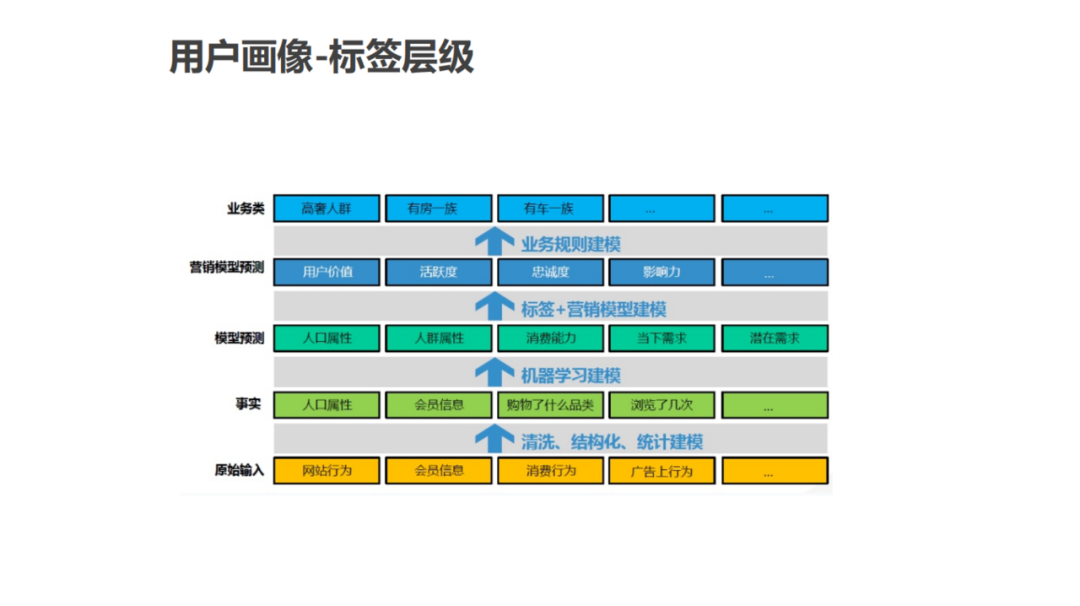 用户画像-标签层级
业务类 高奢人群 有房一族 有车一族 ... ...
业务规则建模
营销模型预测 用户价值 活跃度 忠诚度 影响力 ...
标签+营销模型建模
模型预测 人口属性 人群属性 消费能力 当下需求 潜在需求
机器学习建模
事实 人口属性 会员信息 购物了什么品类 浏览了几次 ...
清洗、结构化、统计建模
原始输入 网站行为 会员信息 消费行为 广告上行为 ...